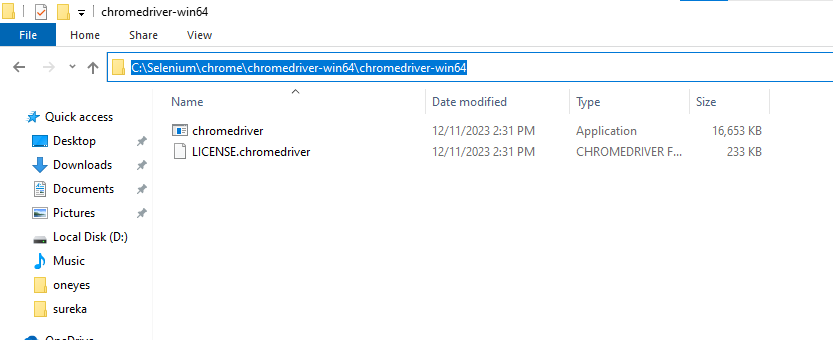 chromedriver-win64
File Home Share View
C:\Selenium\chrome\chromedriver-win64\chromedriver-win64
Name Date modified Type Size
Quick access
chromedriver 12/11/2023 2:31 PM Application 16,653 KB
Desktop
LICENSE.chromedriver 12/11/2023 2:31 PM CHROMEDRIVER F... 233 KB
Downloads
Documents
Pictures
Local Disk (D:)
Music
oneyes
sureka
OneDrive